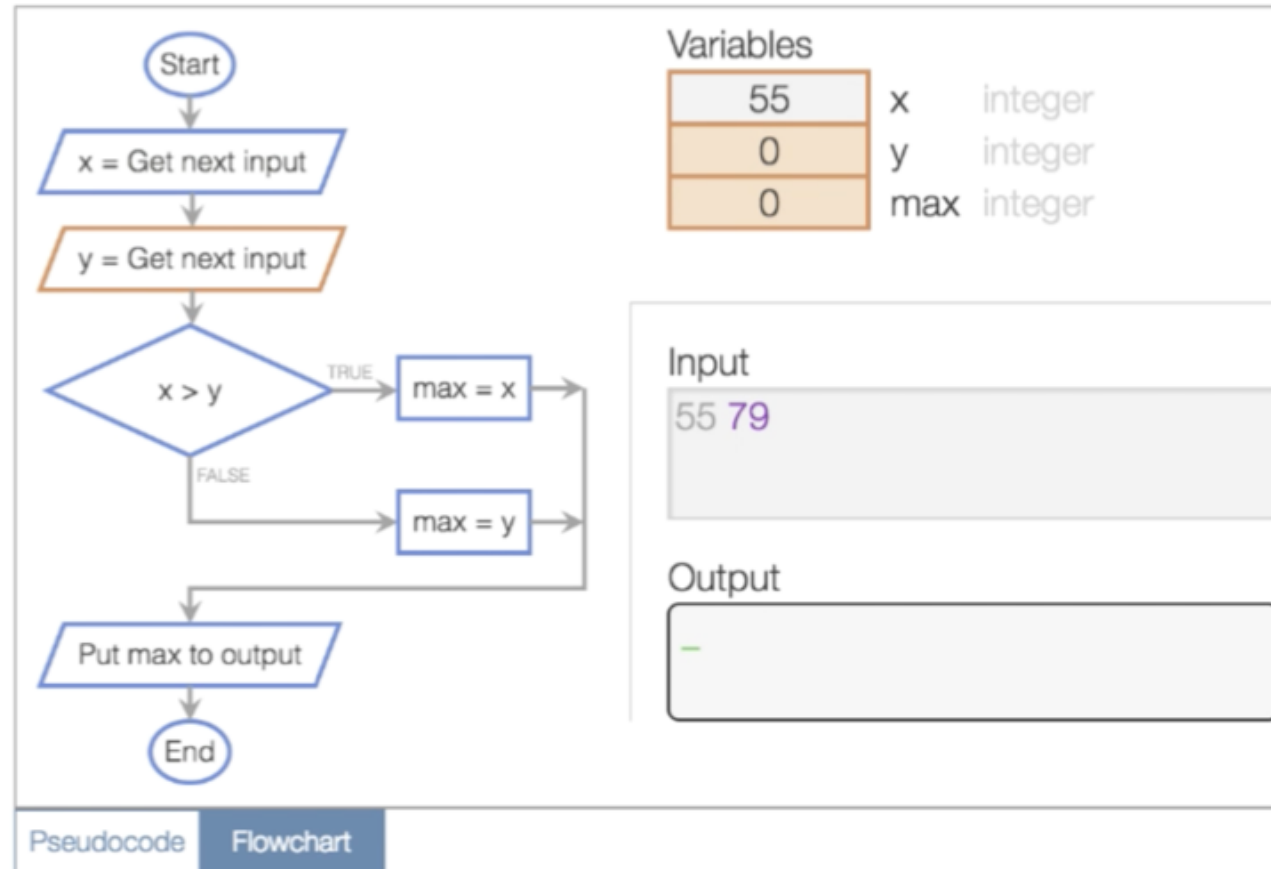 Start
x = Get next input
y = Get next input
x > y
TRUE
max = x
FALSE
max = y
Put max to output
End
Variables
55 x integer
0 y integer
0 max integer
Input
55 79
Output
_
Pseudocode
Flowchart